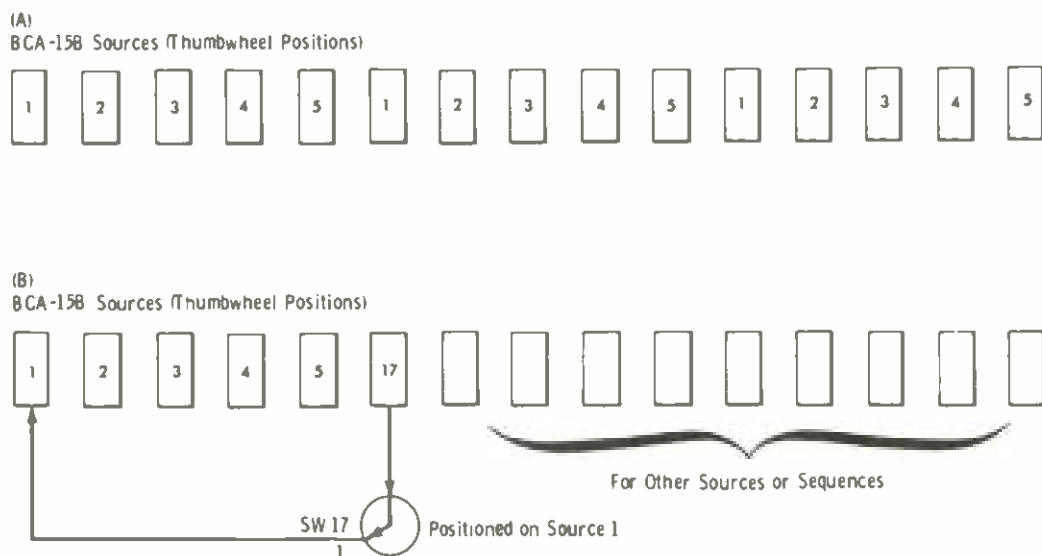 (A)
BCA-15B Sources (Thumbwheel Positions)
1 2 3 4 5 1 2 3 4 5 1 2 3 4 5
(B)
BCA-15B Sources (Thumbwheel Positions)
1 2 3 4 5 17
For Other Sources or Sequences
SW 17 Positioned on Source 1
1